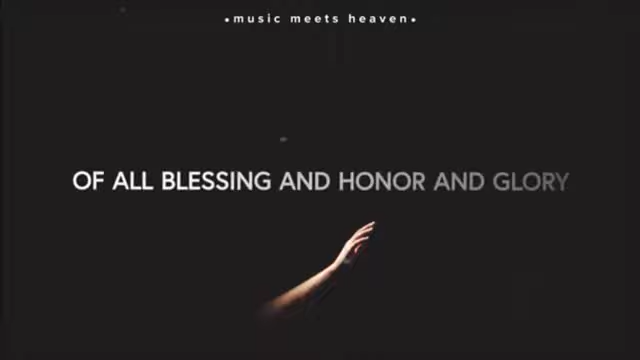 •music meets heaven•
OF ALL BLESSING AND HONOR AND GLORY